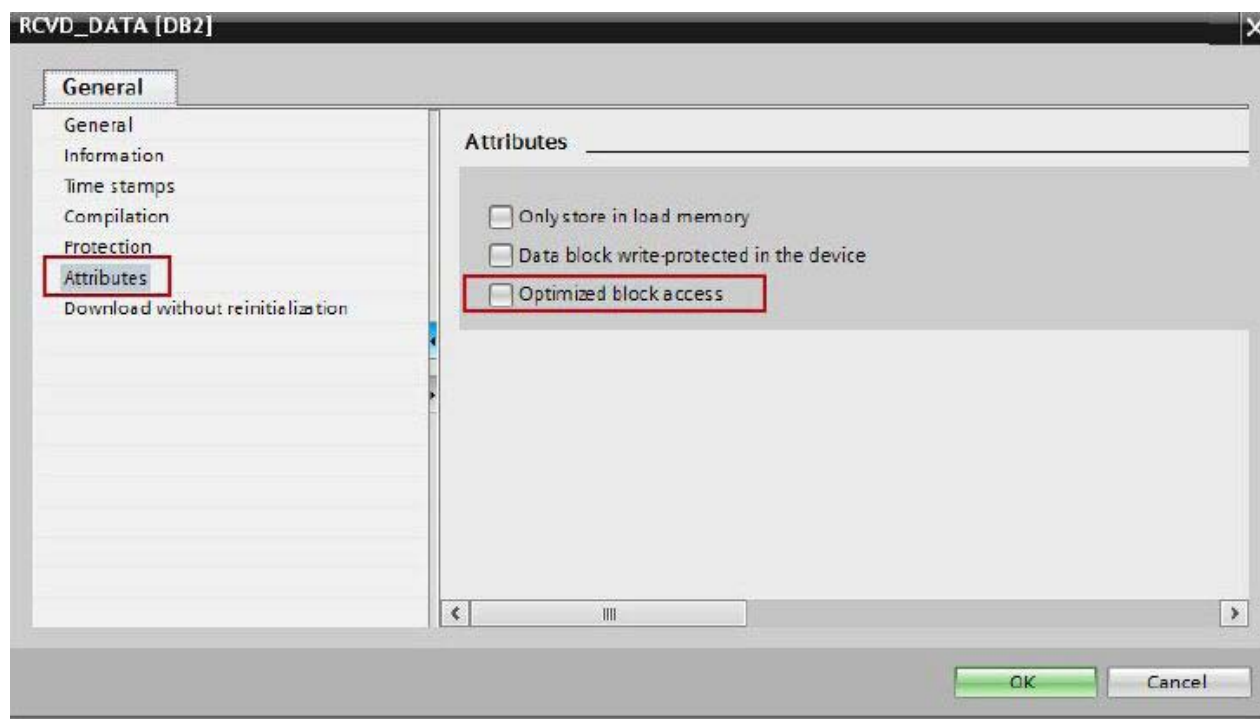 RCVD_DATA [DB2]
General
General
Information
Time stamps
Compilation
Protection
Attributes
Download without reinitialization
Attributes
Only store in load memory
Data block write-protected in the device
Optimized block access
OK
Cancel